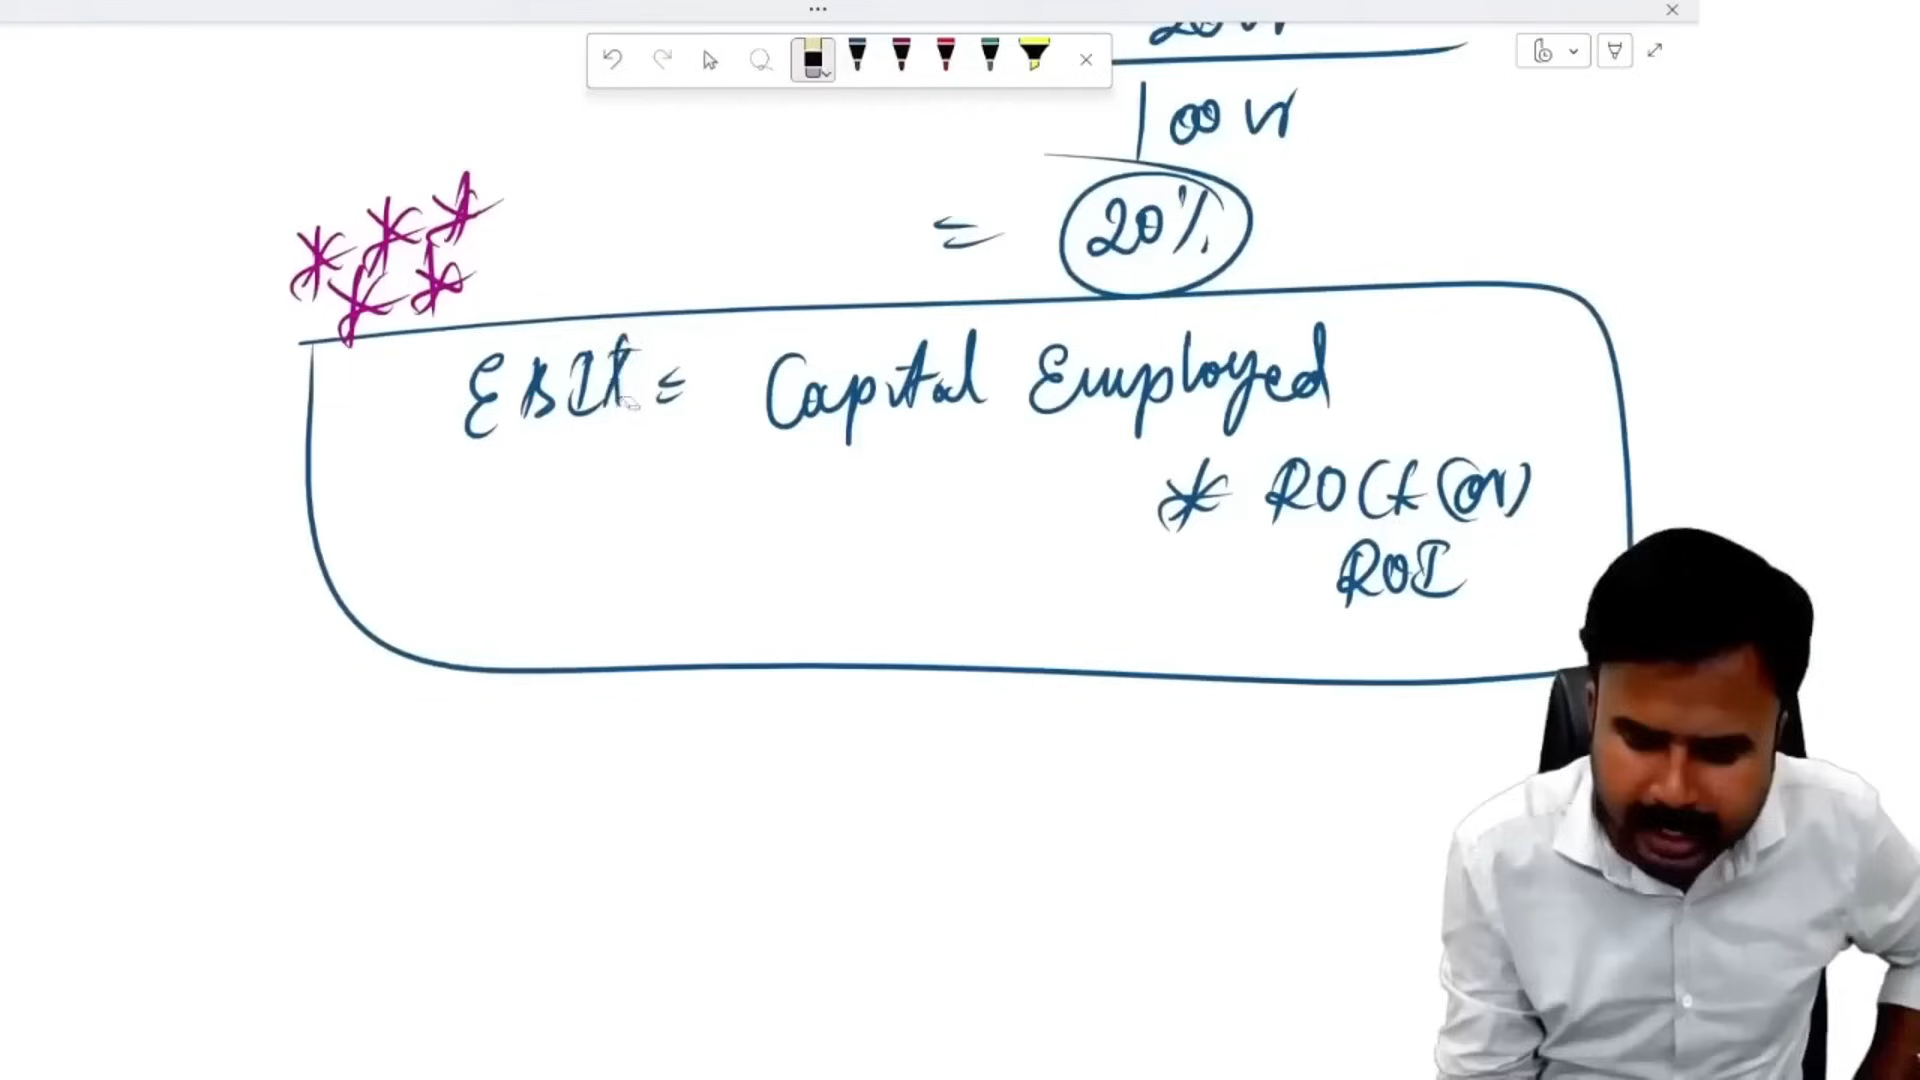 100 Cr
= 20%
EBIT = Capital Employed
* ROCE (or)
ROI